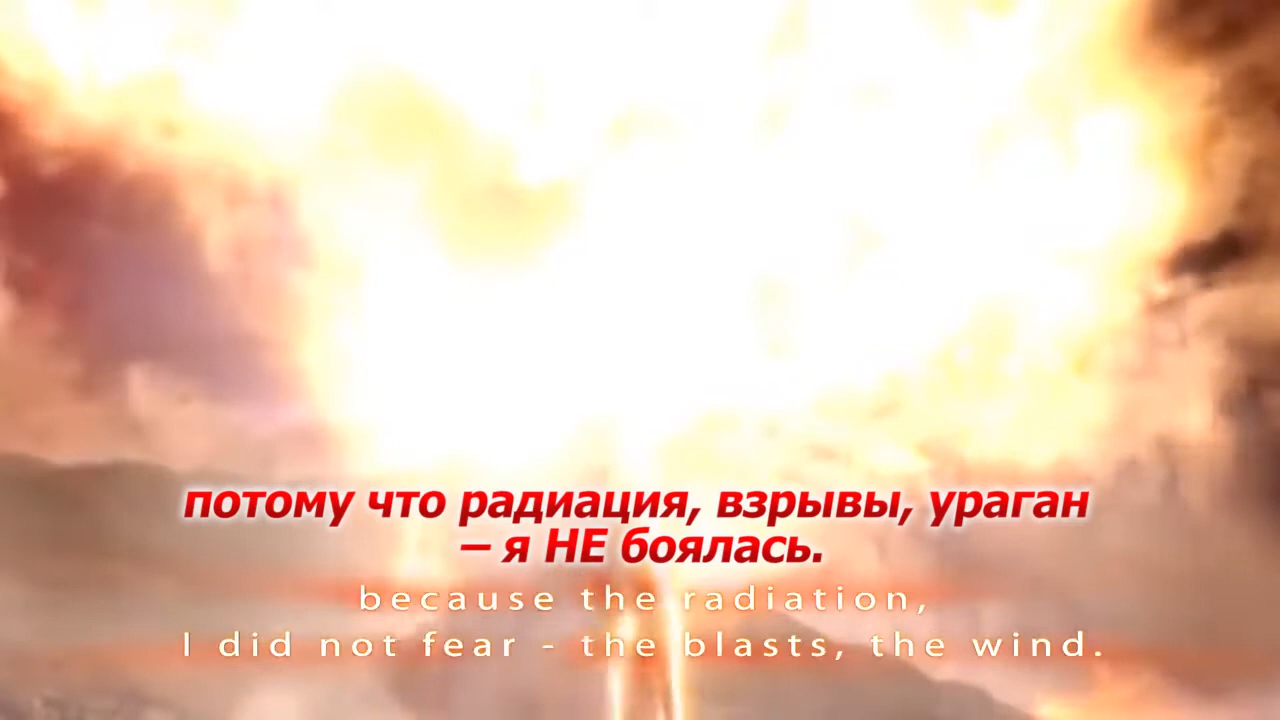 потому что радиация, взрывы, ураган
– я НЕ боялась.
because the radiation,
I did not fear - the blasts, the wind.